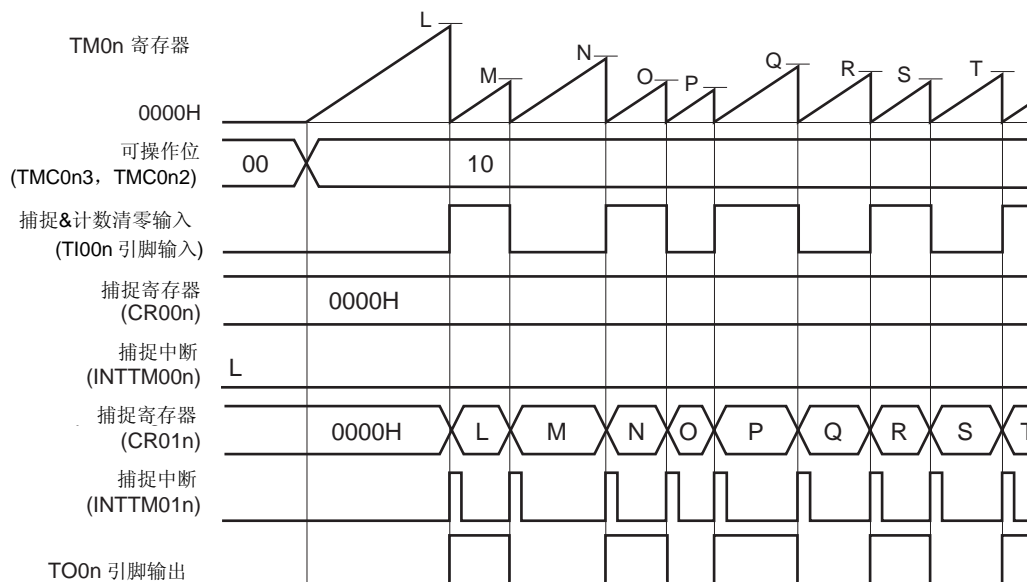 L
TM0n 寄存器
N
Q
M
O
P
R
S
T
0000H
可操作位
(TMC0n3，TMC0n2)
00
10
捕捉&计数清零输入
(TI00n 引脚输入)
捕捉寄存器
(CR00n)
0000H
捕捉中断
(INTTM00n)
L
捕捉寄存器
(CR01n)
0000H
L
M
N
O
P
Q
R
S
T
捕捉中断
(INTTM01n)
TO0n 引脚输出